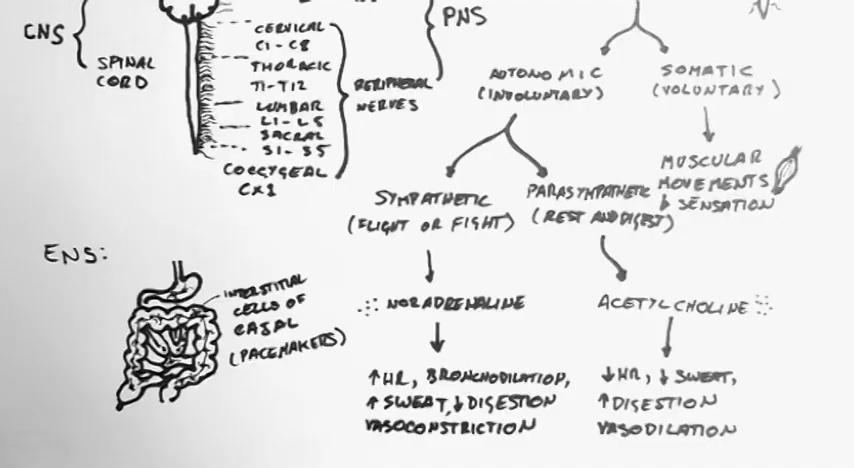 CNS
SPINAL
CORD
CERVICAL
C1-C8
THORACIC
T1-T12
LUMBAR
L1-L5
SACRAL
S1-S5
COCCYGEAL
CX1
PERIPHERAL
NERVES
PNS
AUTONOMIC
(INVOLUNTARY)
SOMATIC
(VOLUNTARY)
MUSCULAR
MOVEMENTS
& SENSATION
SYMPATHETIC
(FLIGHT OR FIGHT)
PARASYMPATHETIC
(REST AND DIGEST)
NORADRENALINE
ACETYLCHOLINE
↑HR, BRONCHODILATION,
↑ SWEAT, ↓ DIGESTION
VASOCONSTRICTION
↓HR, ↓ SWEAT,
↑ DIGESTION
VASODILATION
ENS:
INTERSTITIAL
CELLS OF
CAJAL
(PACEMAKERS)